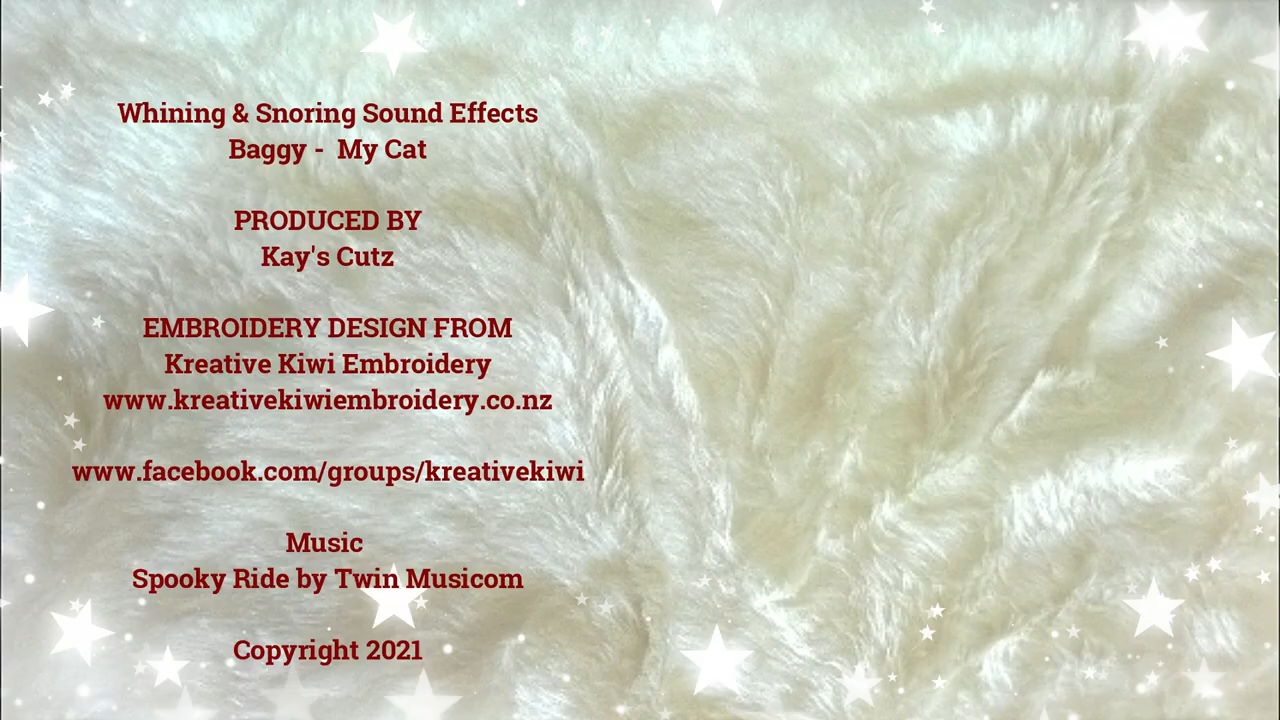 Whining & Snoring Sound Effects
Baggy -  My Cat
PRODUCED BY
Kay's Cutz
EMBROIDERY DESIGN FROM
Kreative Kiwi Embroidery
www.kreativekiwiembroidery.co.nz
www.facebook.com/groups/kreativekiwi
Music
Spooky Ride by Twin Musicom
Copyright 2021